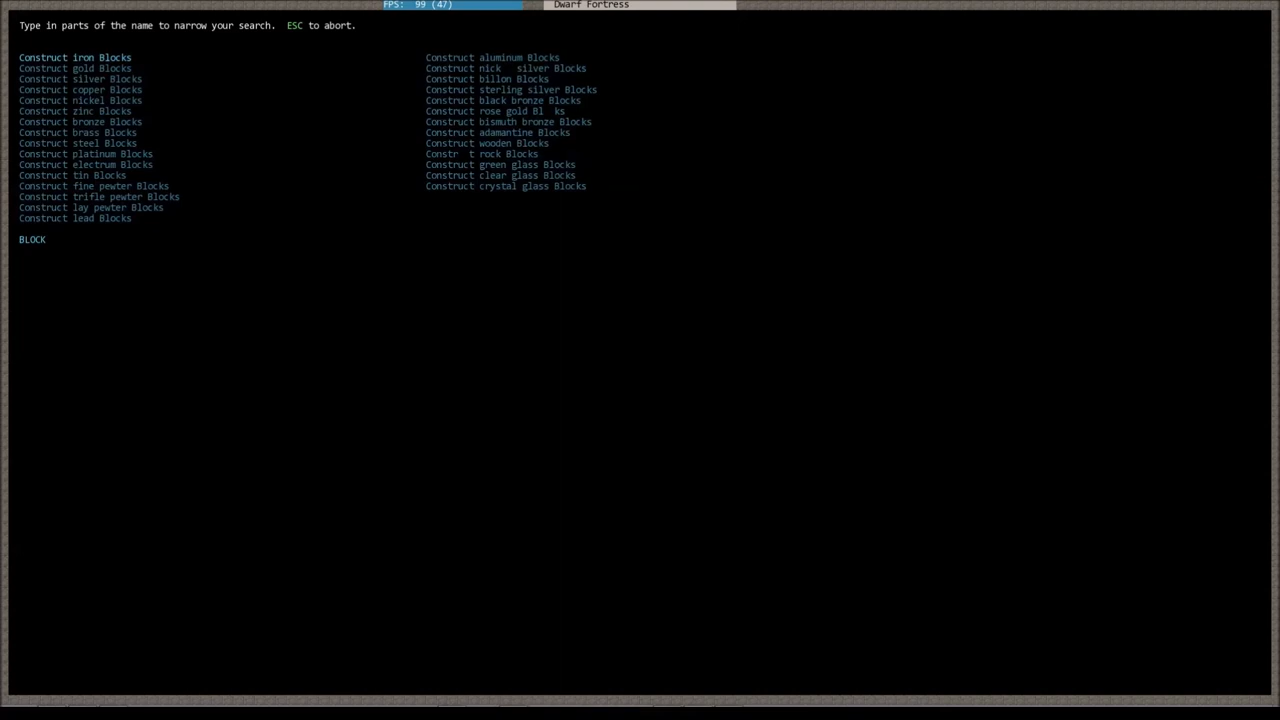 FPS: 99 (47) Dwarf Fortress
Type in parts of the name to narrow your search. ESC to abort.
Construct iron Blocks
Construct gold Blocks
Construct silver Blocks
Construct copper Blocks
Construct nickel Blocks
Construct zinc Blocks
Construct bronze Blocks
Construct brass Blocks
Construct steel Blocks
Construct platinum Blocks
Construct electrum Blocks
Construct tin Blocks
Construct fine pewter Blocks
Construct trifle pewter Blocks
Construct lay pewter Blocks
Construct lead Blocks
Construct aluminum Blocks
Construct nick silver Blocks
Construct billon Blocks
Construct sterling silver Blocks
Construct black bronze Blocks
Construct rose gold Bl ks
Construct bismuth bronze Blocks
Construct adamantine Blocks
Construct wooden Blocks
Constr t rock Blocks
Construct green glass Blocks
Construct clear glass Blocks
Construct crystal glass Blocks
BLOCK